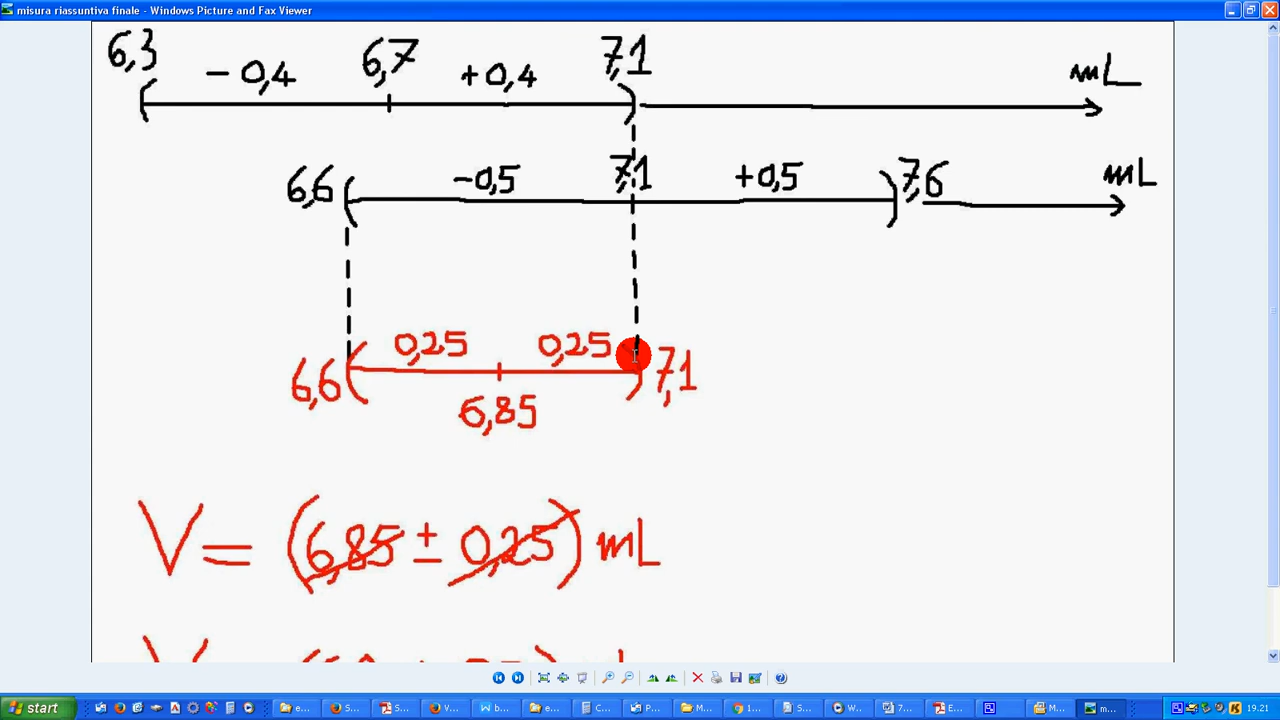 misura riassuntiva finale - Windows Picture and Fax Viewer
6,3 -0,4 6,7 +0,4 7,1 mL
6,6 -0,5 7,1 +0,5 7,6 mL
0,25 0,25
6,6 7,1
6,85
V = (6,85 ± 0,25) mL
start e... S... S... V... b... e... C... P... M... 1... S... W... 7... E... M... m... 19.21